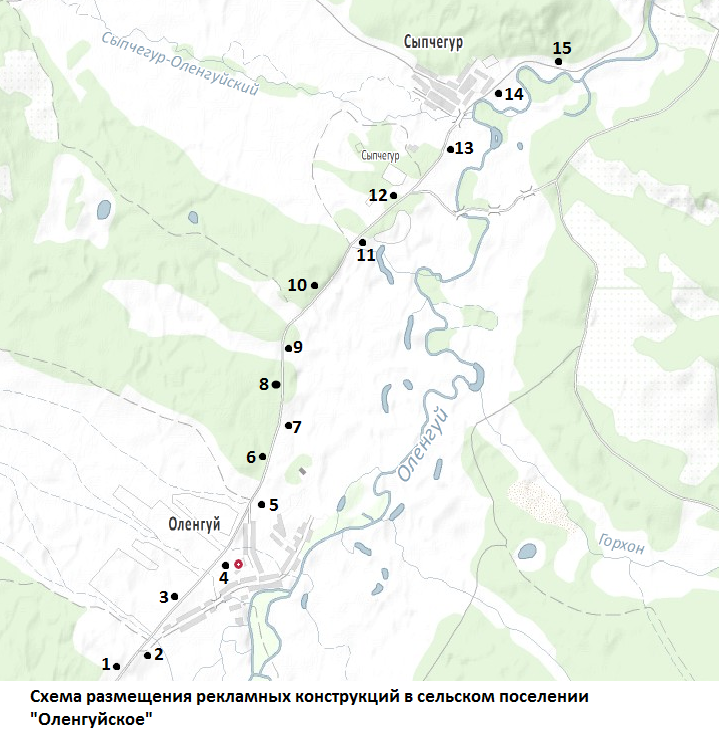 Сыпчегур
15
Сыпчегур-Оленгуйский
14
13
Сыпчегур
12
11
10
9
8
7
Оленгуй
6
5
Оленгуй
Горхон
4
3
2
1
Схема размещения рекламных конструкций в сельском поселении
"Оленгуйское"